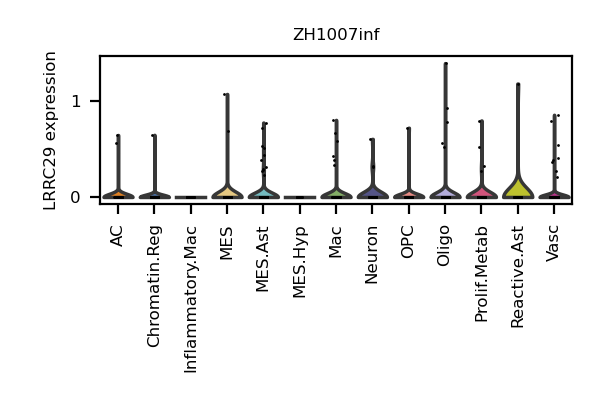 ZH1007inf
LRRC29 expression
1
0
AC
Chromatin.Reg
Inflammatory.Mac
MES
MES.Ast
MES.Hyp
Mac
Neuron
OPC
Oligo
Prolif.Metab
Reactive.Ast
Vasc